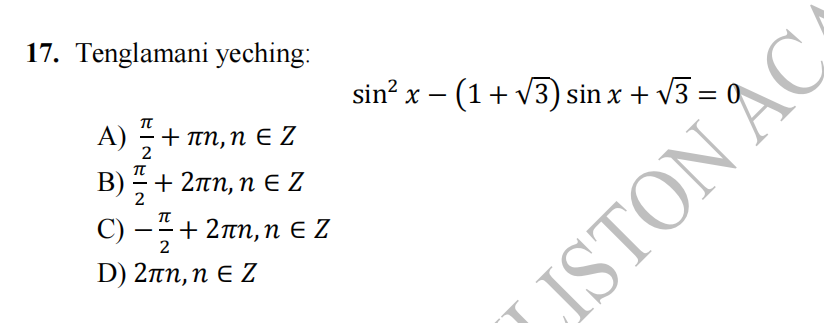 17. Tenglamani yeching:
sin² x − (1 + √3) sin x + √3 = 0
A) π/2 + πn, n ∈ Z
B) π/2 + 2πn, n ∈ Z
C) −π/2 + 2πn, n ∈ Z
D) 2πn, n ∈ Z
ISTON AC